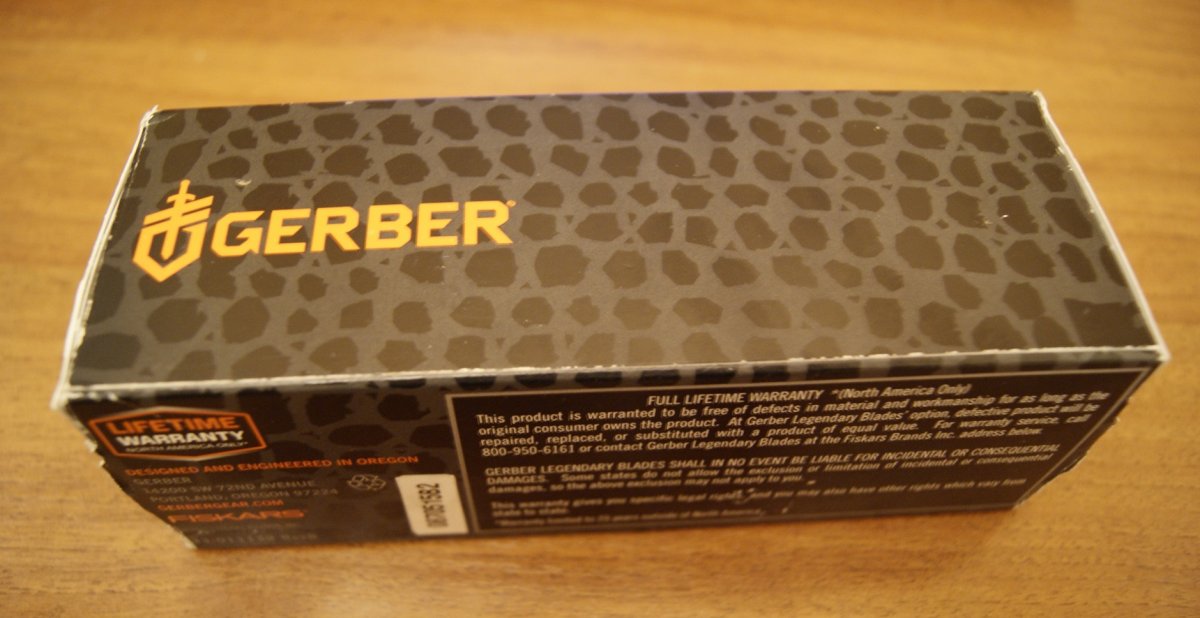 GERBER
LIFETIME
WARRANTY
NORTH AMERICA ONLY
DESIGNED AND ENGINEERED IN OREGON
GERBER
14200 SW 72ND AVENUE
PORTLAND, OREGON 97224
GERBERGEAR.COM
FISKARS
FULL LIFETIME WARRANTY *(North America Only)
This product is warranted to be free of defects in material and workmanship for as long as the
original consumer owns the product. At Gerber Legendary Blades' option, defective product will be
repaired, replaced, or substituted with a product of equal value. For warranty service, call
800-950-6161 or contact Gerber Legendary Blades at the Fiskars Brands Inc. address below.
GERBER LEGENDARY BLADES SHALL IN NO EVENT BE LIABLE FOR INCIDENTAL OR CONSEQUENTIAL
DAMAGES. Some states do not allow the exclusion or limitation of incidental or consequential
damages, so the above exclusion may not apply to you.
This warranty gives you specific legal rights, and you may also have other rights which vary from
state to state.